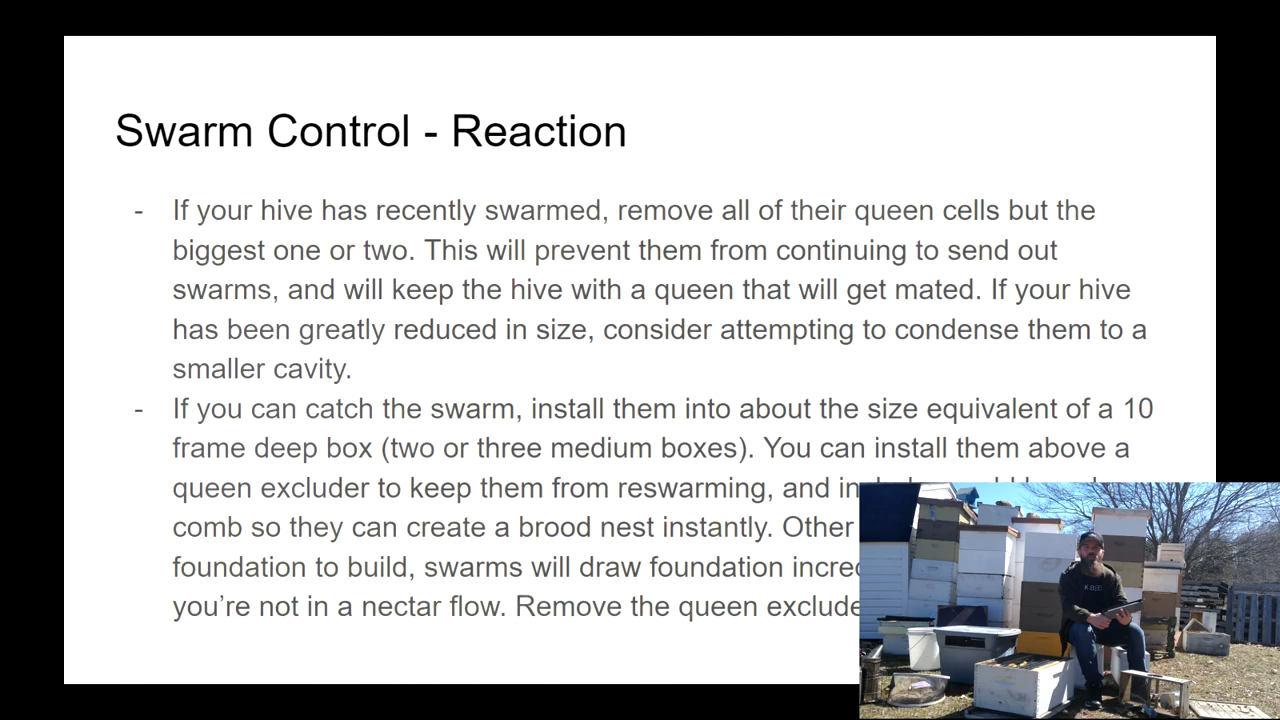 Swarm Control - Reaction
- If your hive has recently swarmed, remove all of their queen cells but the
biggest one or two. This will prevent them from continuing to send out
swarms, and will keep the hive with a queen that will get mated. If your hive
has been greatly reduced in size, consider attempting to condense them to a
smaller cavity.
- If you can catch the swarm, install them into about the size equivalent of a 10
frame deep box (two or three medium boxes). You can install them above a
queen excluder to keep them from reswarming, and
comb so they can create a brood nest instantly. Other
foundation to build, swarms will draw foundation
you're not in a nectar flow. Remove the queen